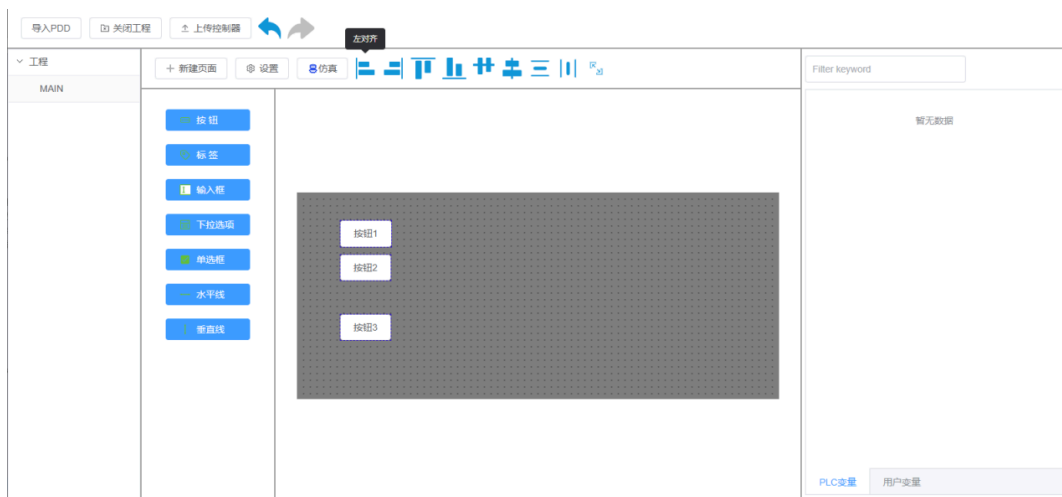 导入PDD 关闭工程 上传控制器
左对齐
工程
MAIN
新建页面 设置 仿真
Filter keyword
暂无数据
按钮
标签
输入框
下拉选项
单选框
水平线
垂直线
按钮1
按钮2
按钮3
PLC变量 用户变量